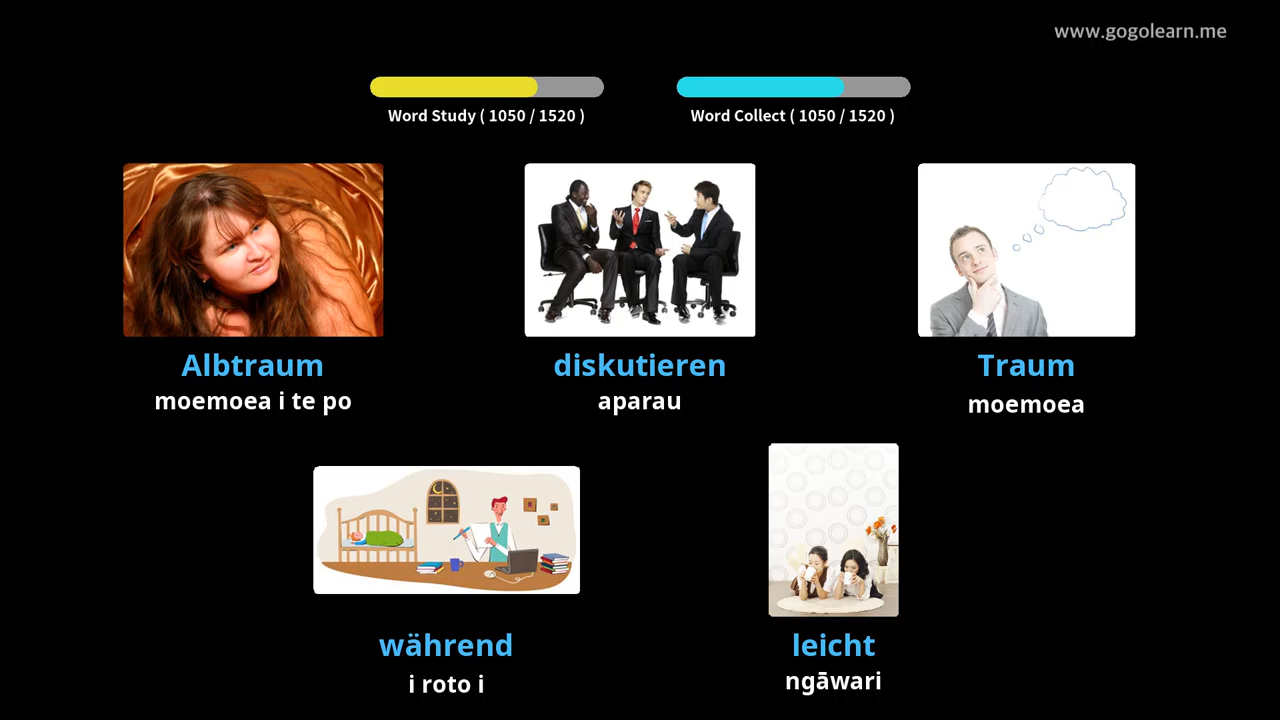 www.gogolearn.me
Word Study ( 1050 / 1520 )
Word Collect ( 1050 / 1520 )
Albtraum
moemoea i te po
diskutieren
aparau
Traum
moemoea
während
i roto i
leicht
ngāwari